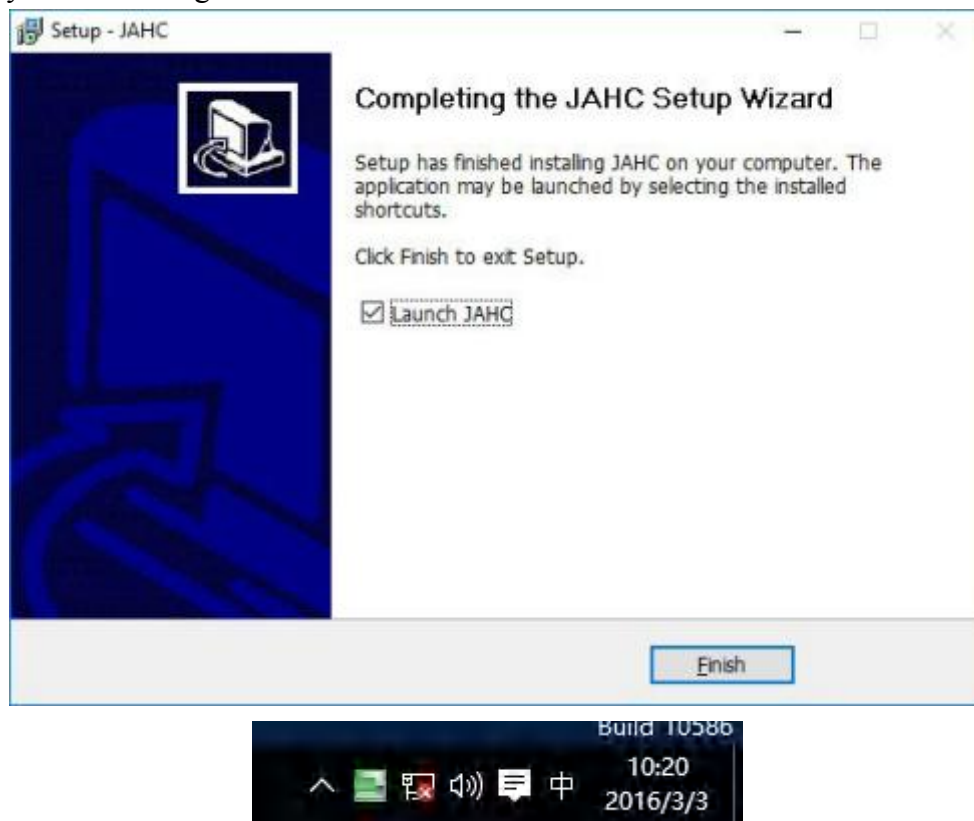 Setup - JAHC
Completing the JAHC Setup Wizard
Setup has finished installing JAHC on your computer. The
application may be launched by selecting the installed
shortcuts.
Click Finish to exit Setup.
Launch JAHC
Finish
Build 10586
中
10:20
2016/3/3